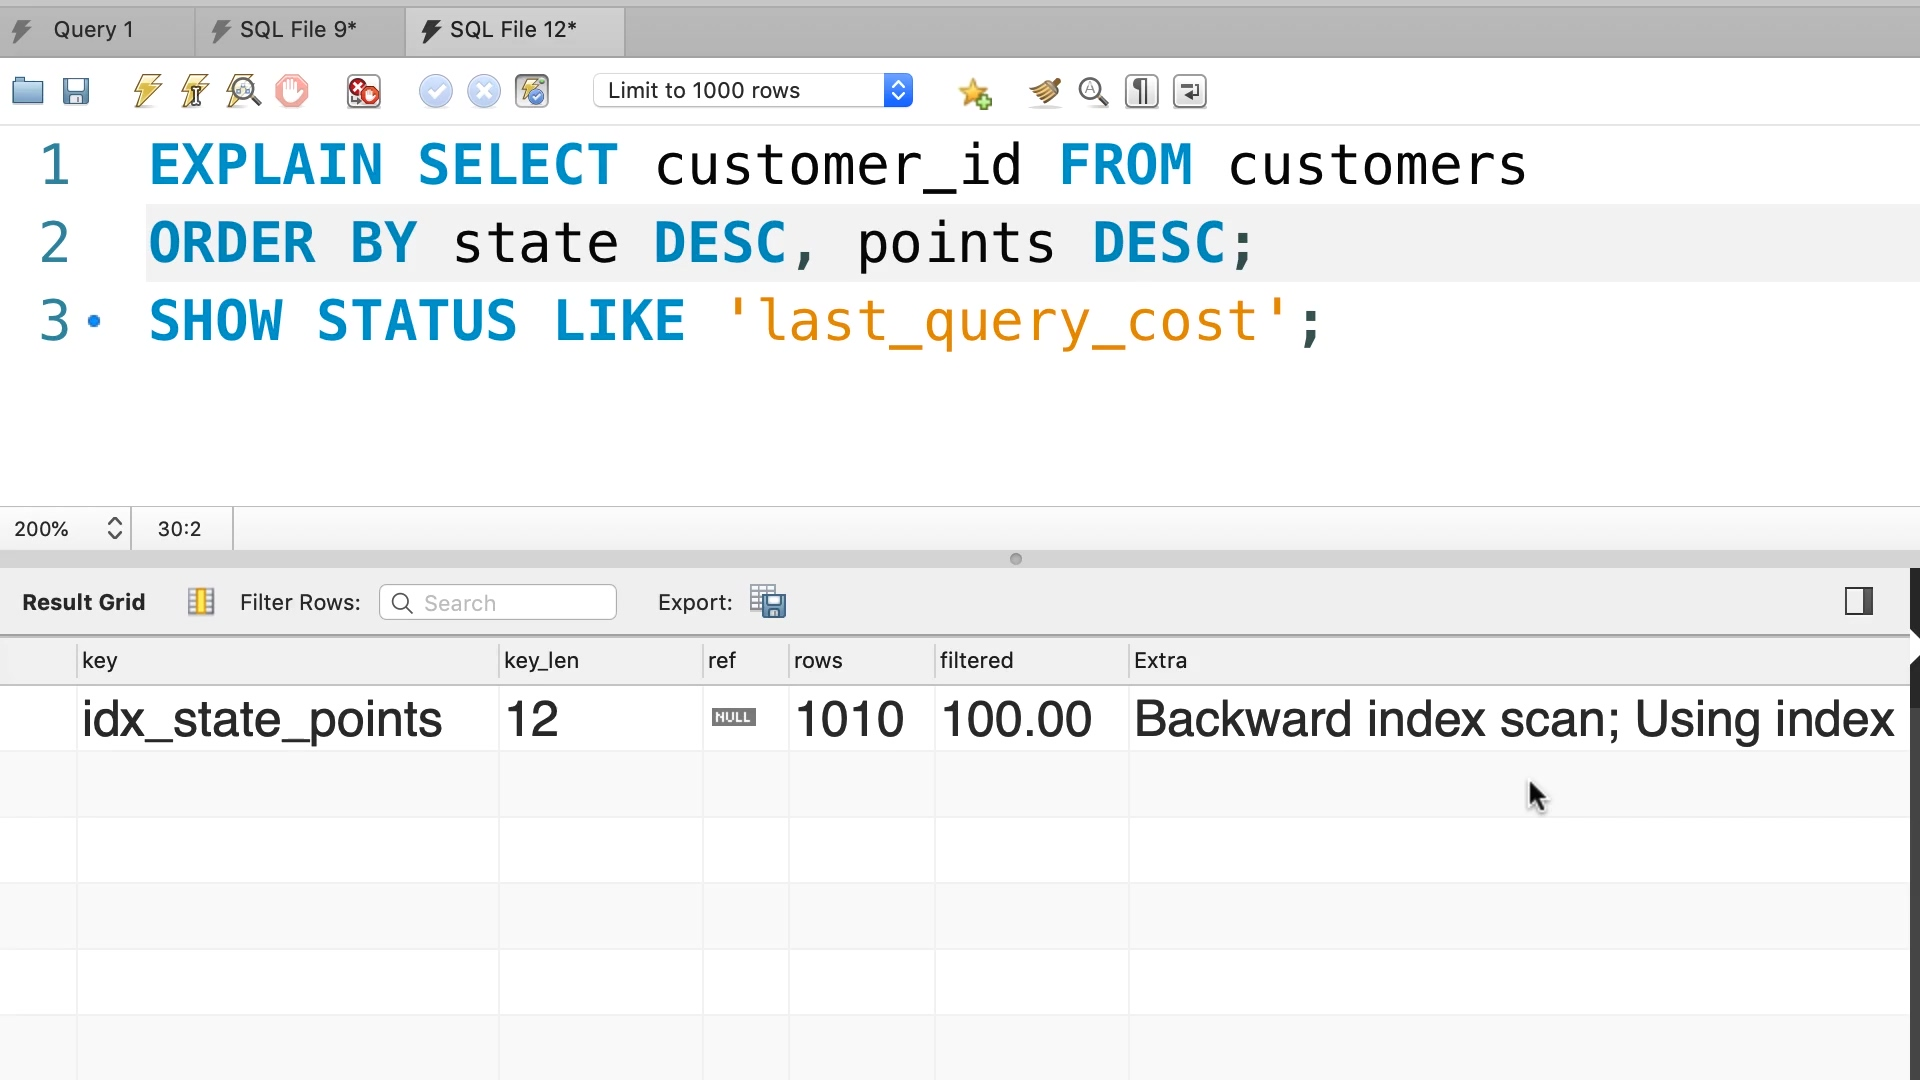 Query 1 SQL File 9* SQL File 12*
Limit to 1000 rows
1 EXPLAIN SELECT customer_id FROM customers
2 ORDER BY state DESC, points DESC;
3 SHOW STATUS LIKE 'last_query_cost';
200% 30:2
Result Grid Filter Rows: Search Export:
key key_len ref rows filtered Extra
idx_state_points 12 NULL 1010 100.00 Backward index scan; Using index